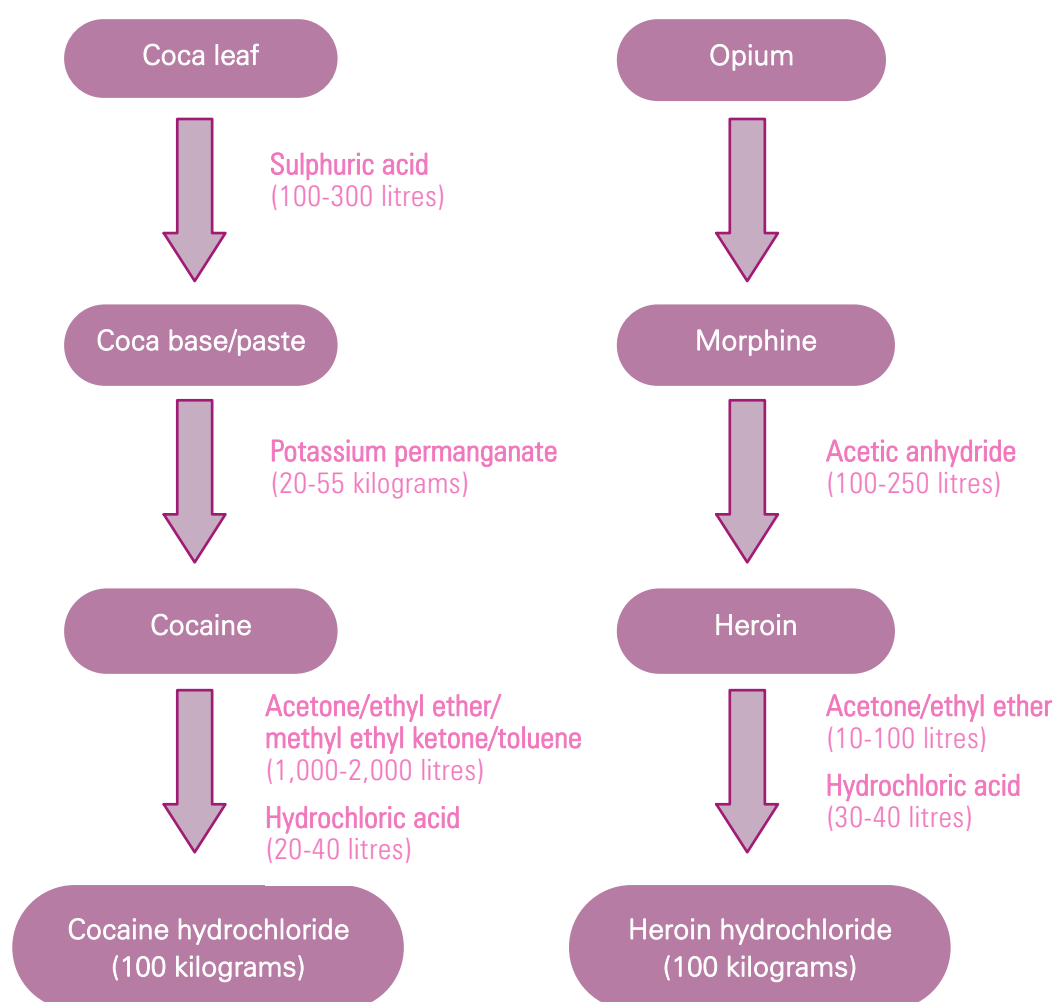 Coca leaf
Sulphuric acid
(100-300 litres)
Coca base/paste
Potassium permanganate
(20-55 kilograms)
Cocaine
Acetone/ethyl ether/
methyl ethyl ketone/toluene
(1,000-2,000 litres)
Hydrochloric acid
(20-40 litres)
Cocaine hydrochloride
(100 kilograms)
Opium
Morphine
Acetic anhydride
(100-250 litres)
Heroin
Acetone/ethyl ether
(10-100 litres)
Hydrochloric acid
(30-40 litres)
Heroin hydrochloride
(100 kilograms)